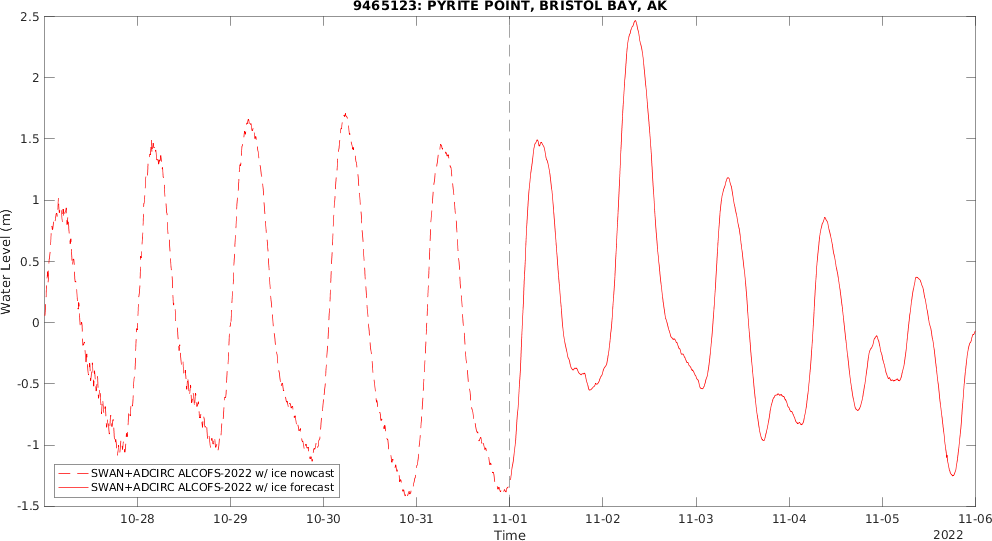 9465123: PYRITE POINT, BRISTOL BAY, AK
2.5
2
1.5
1
0.5
0
-0.5
-1
-1.5
Water Level (m)
SWAN+ADCIRC ALCOFS-2022 w/ ice nowcast
SWAN+ADCIRC ALCOFS-2022 w/ ice forecast
10-28 10-29 10-30 10-31 11-01 11-02 11-03 11-04 11-05 11-06
Time
2022